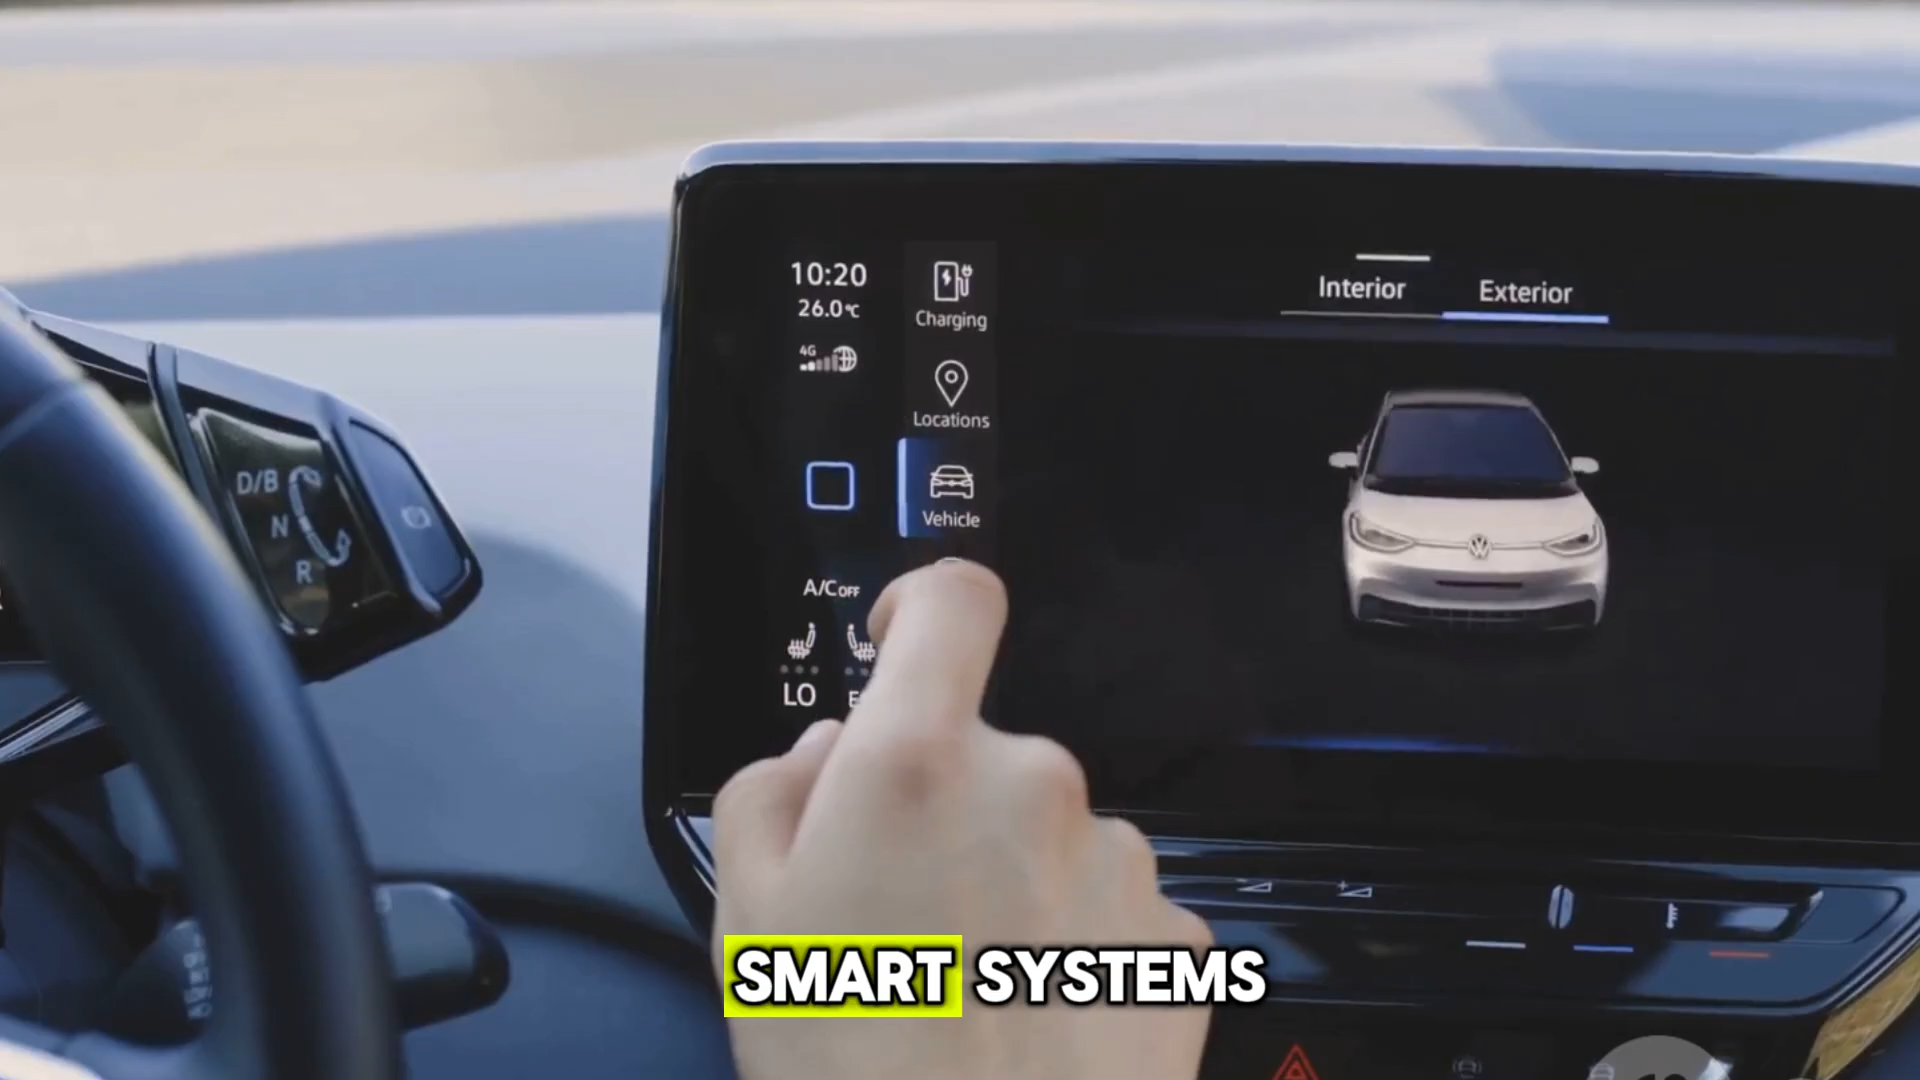 10:20
26.0°C
4G
Charging
Locations
Vehicle
Interior
Exterior
D/B
N
R
A/C OFF
LO
SMART SYSTEMS